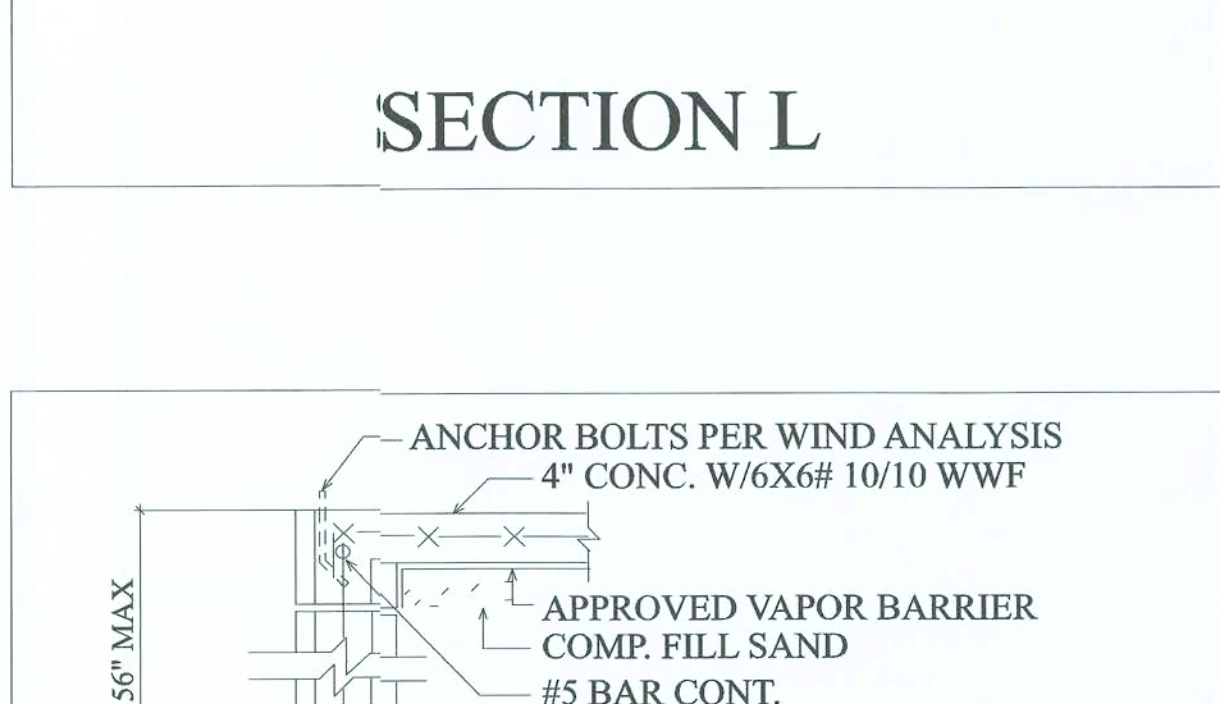 SECTION L
ANCHOR BOLTS PER WIND ANALYSIS
4" CONC. W/6X6# 10/10 WWF
56" MAX
APPROVED VAPOR BARRIER
COMP. FILL SAND
#5 BAR CONT.